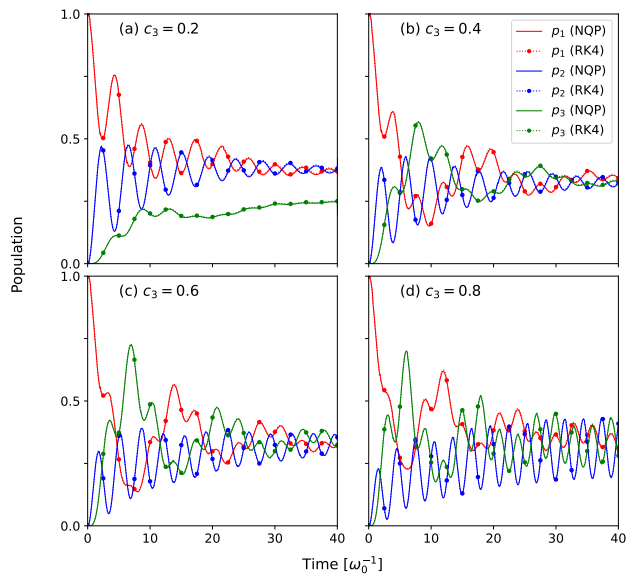 (a) c₃ = 0.2
(b) c₃ = 0.4
p₁ (NQP)
p₁ (RK4)
p₂ (NQP)
p₂ (RK4)
p₃ (NQP)
p₃ (RK4)
1.0
0.5
0.0
(c) c₃ = 0.6
(d) c₃ = 0.8
1.0
0.5
0.0
0 10 20 30 40
0 10 20 30 40
Population
Time [ω₀⁻¹]